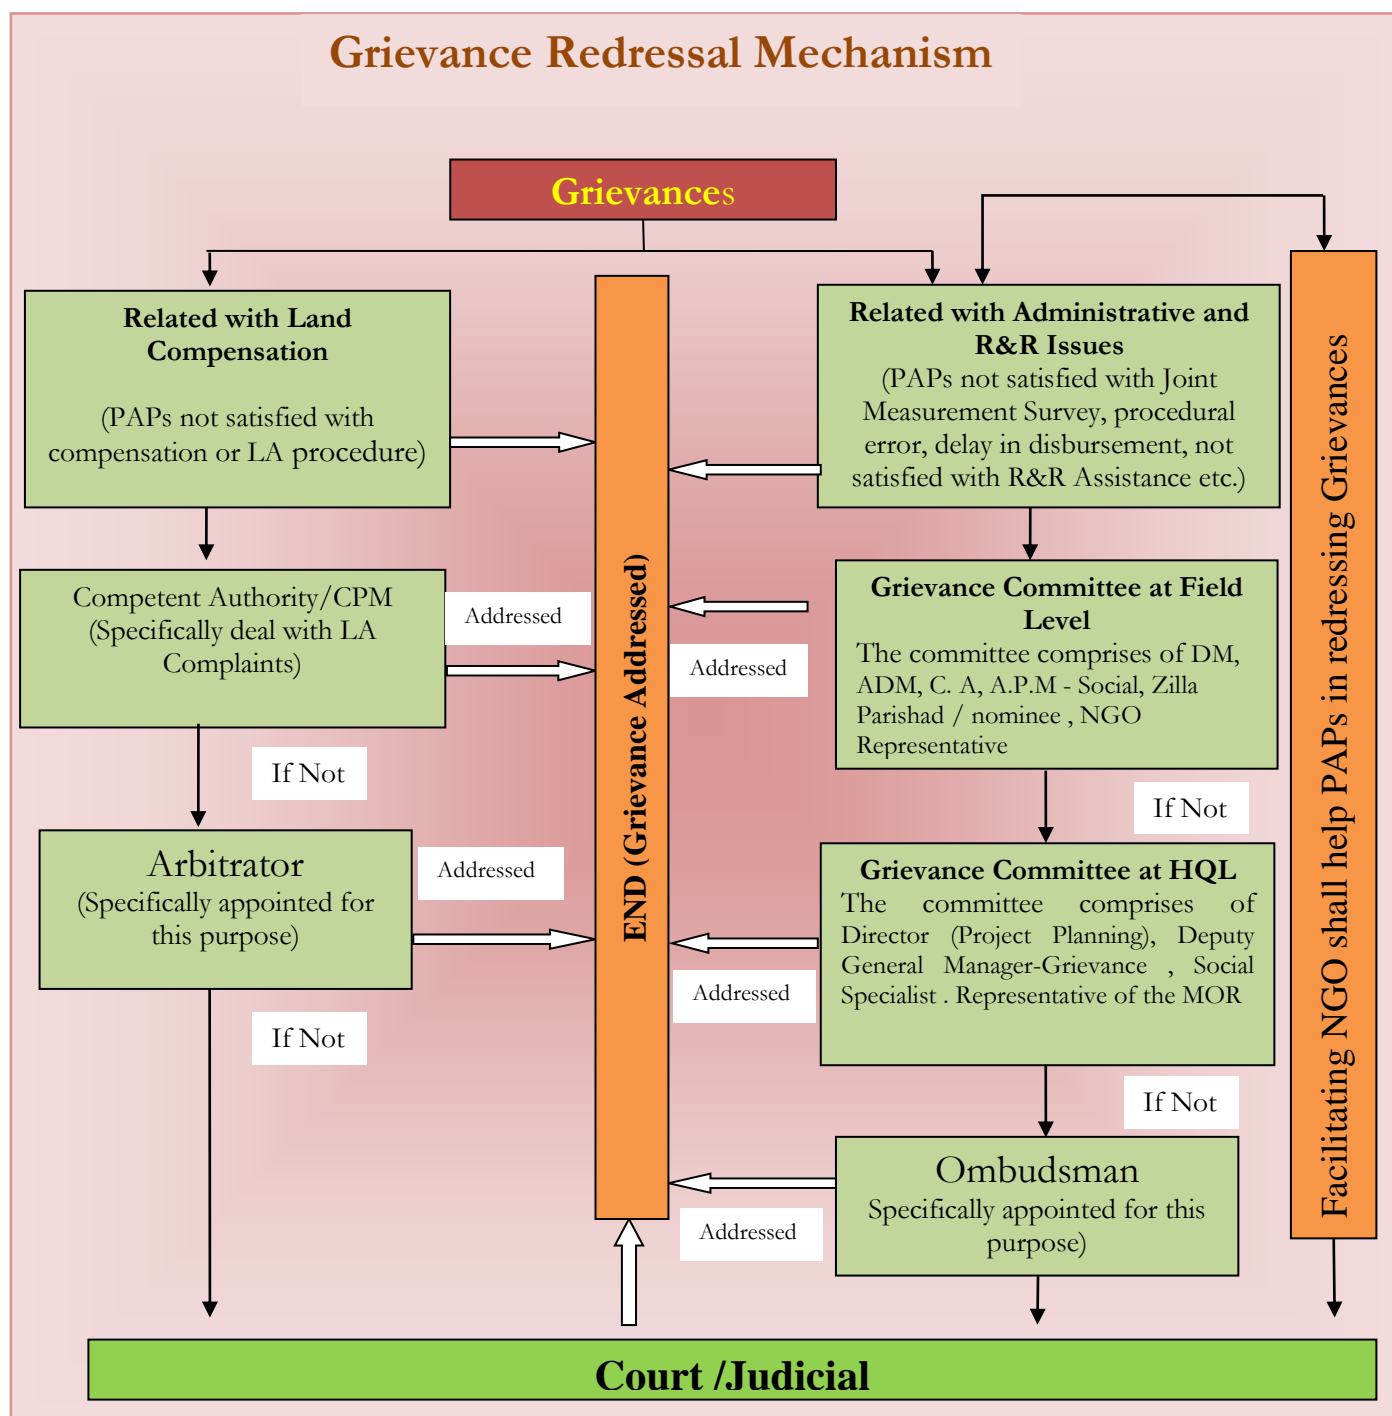 Grievance Redressal Mechanism
Grievances
Related with Land
Compensation
(PAPs not satisfied with
compensation or LA procedure)
Competent Authority/CPM
(Specifically deal with LA
Complaints)
Addressed
If Not
Arbitrator
(Specifically appointed for
this purpose)
Addressed
If Not
END (Grievance Addressed)
Related with Administrative and
R&R Issues
(PAPs not satisfied with Joint
Measurement Survey, procedural
error, delay in disbursement, not
satisfied with R&R Assistance etc.)
Grievance Committee at Field
Level
The committee comprises of DM,
ADM, C. A, A.P.M - Social, Zilla
Parishad / nominee , NGO
Representative
Addressed
If Not
Grievance Committee at HQL
The committee comprises of
Director (Project Planning), Deputy
General Manager-Grievance , Social
Specialist . Representative of the MOR
Addressed
If Not
Ombudsman
Specifically appointed for this
purpose)
Addressed
Facilitating NGO shall help PAPs in redressing Grievances
Court /Judicial